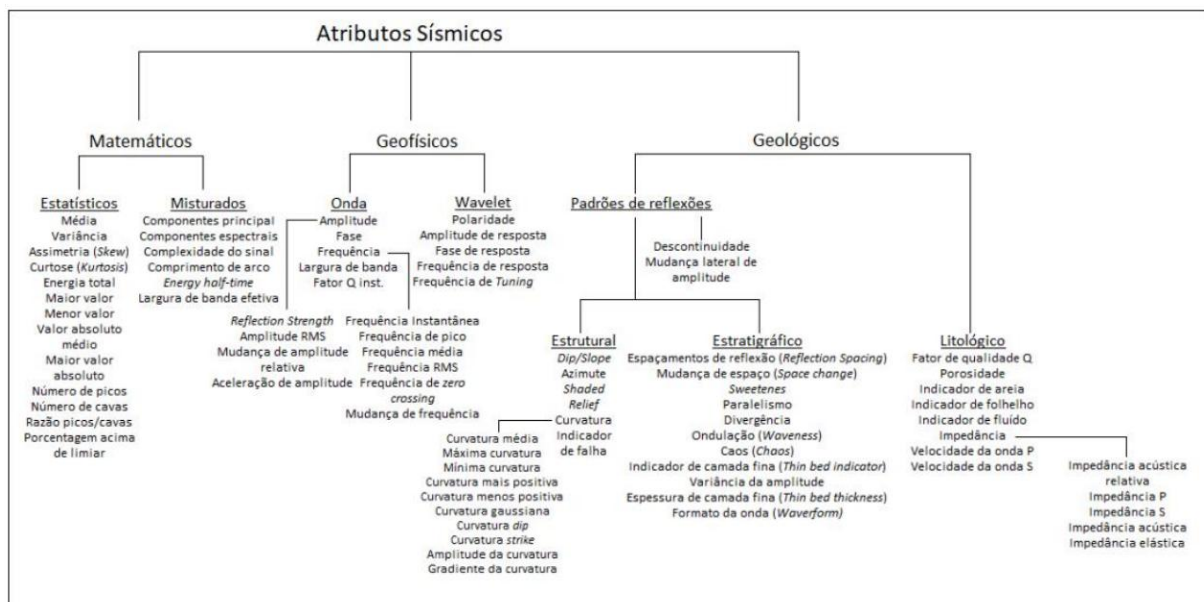 Atributos Sísmicos
Matemáticos
Geofísicos
Geológicos
Estatísticos
Média
Variância
Assimetria (Skew)
Curtose (Kurtosis)
Energia total
Maior valor
Menor valor
Valor absoluto
médio
Maior valor
absoluto
Número de picos
Número de cavas
Razão picos/cavas
Porcentagem acima
de limiar
Misturados
Componentes principal
Componentes espectrais
Complexidade do sinal
Comprimento de arco
Energy half-time
Largura de banda efetiva
Onda
Amplitude
Fase
Frequência
Largura de banda
Fator Q inst.
Reflection Strength
Amplitude RMS
Mudança de amplitude
relativa
Aceleração de amplitude
Frequência Instantânea
Frequência de pico
Frequência média
Frequência RMS
Frequência de zero
crossing
Mudança de frequência
Wavelet
Polaridade
Amplitude de resposta
Fase de resposta
Frequência de resposta
Frequência de Tuning
Padrões de reflexões
Descontinuidade
Mudança lateral de
amplitude
Estrutural
Dip/Slope
Azimute
Shaded
Relief
Curvatura
Indicador
de falha
Curvatura média
Máxima curvatura
Mínima curvatura
Curvatura mais positiva
Curvatura menos positiva
Curvatura gaussiana
Curvatura dip
Curvatura strike
Amplitude da curvatura
Gradiente da curvatura
Estratigráfico
Espaçamentos de reflexão (Reflection Spacing)
Mudança de espaço (Space change)
Sweetenes
Paralelismo
Divergência
Ondulação (Waveness)
Caos (Chaos)
Indicador de camada fina (Thin bed indicator)
Variância da amplitude
Espessura de camada fina (Thin bed thickness)
Formato da onda (Waverform)
Litológico
Fator de qualidade Q
Porosidade
Indicador de areia
Indicador de folhelho
Indicador de fluído
Impedância
Velocidade da onda P
Velocidade da onda S
Impedância acústica
relativa
Impedância P
Impedância S
Impedância acústica
Impedância elástica